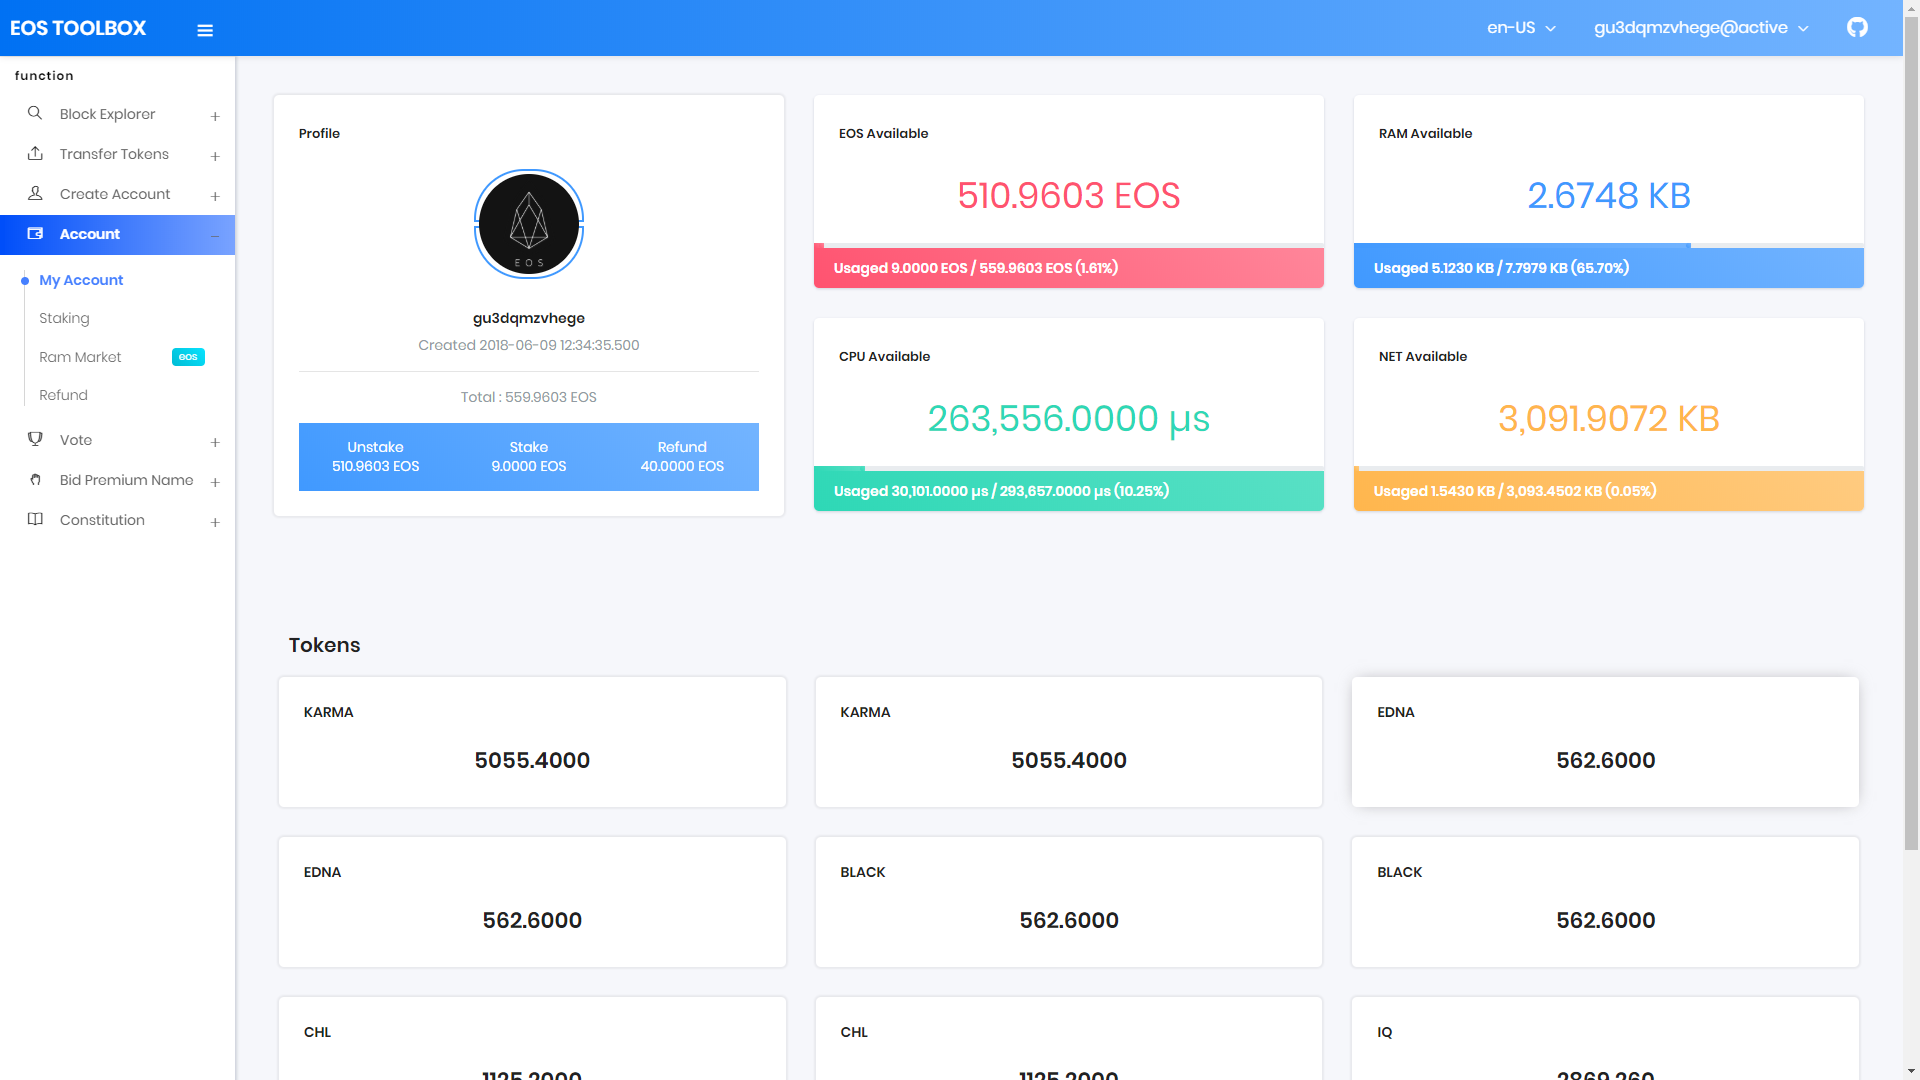 EOS TOOLBOX
en-US
gu3dqmzvhege@active
function
Block Explorer
Transfer Tokens
Create Account
Account
My Account
Staking
Ram Market
eos
Refund
Vote
Bid Premium Name
Constitution
Profile
EOS
gu3dqmzvhege
Created 2018-06-09 12:34:35.500
Total : 559.9603 EOS
Unstake
510.9603 EOS
Stake
9.0000 EOS
Refund
40.0000 EOS
EOS Available
510.9603 EOS
Usaged 9.0000 EOS / 559.9603 EOS (1.61%)
RAM Available
2.6748 KB
Usaged 5.1230 KB / 7.7979 KB (65.70%)
CPU Available
263,556.0000 µs
Usaged 30,101.0000 µs / 293,657.0000 µs (10.25%)
NET Available
3,091.9072 KB
Usaged 1.5430 KB / 3,093.4502 KB (0.05%)
Tokens
KARMA
5055.4000
KARMA
5055.4000
EDNA
562.6000
EDNA
562.6000
BLACK
562.6000
BLACK
562.6000
CHL
1125.2000
CHL
1125.2000
IQ
2869.260